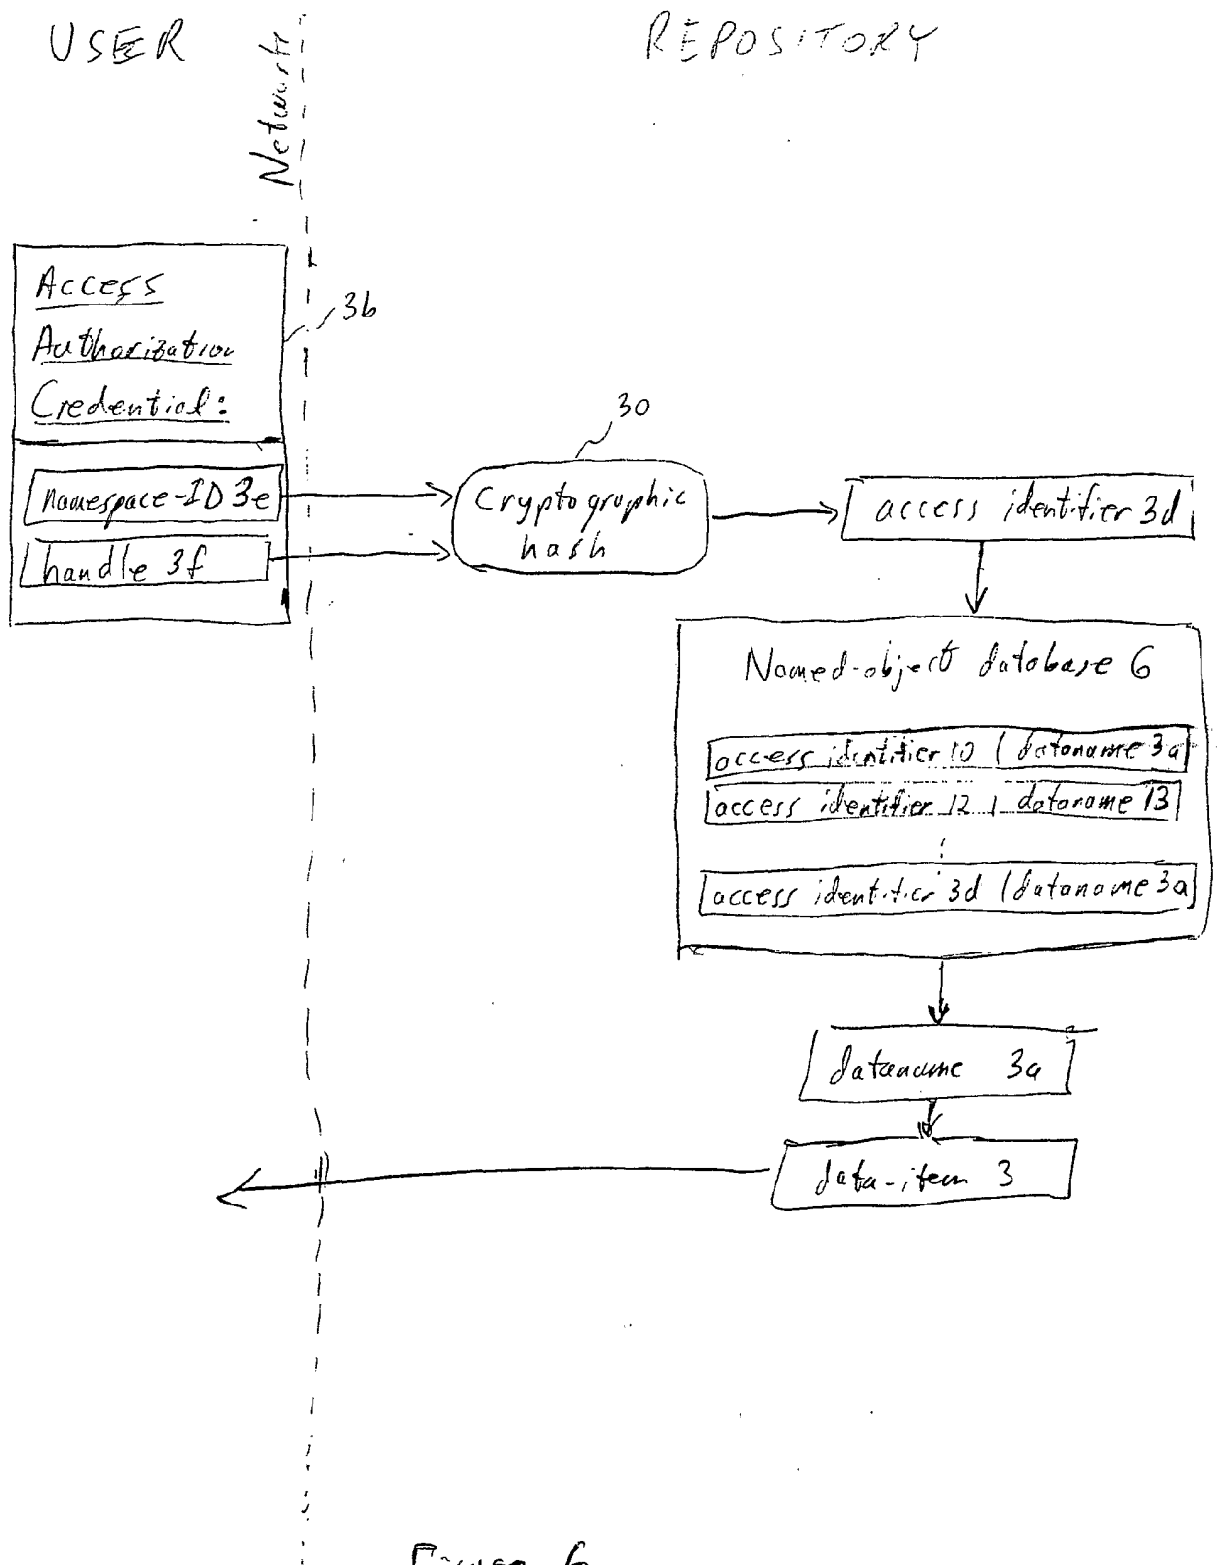 USER
REPOSITORY
Network
Access
Authorization
Credential:
3b
namespace-ID 3e
handle 3f
30
Cryptographic
hash
access identifier 3d
Named-object database 6
access identifier 10 | dataname 3a
access identifier 12 | dataname 13
access identifier 3d | dataname 3a
dataname 3a
data-item 3
Figure 6